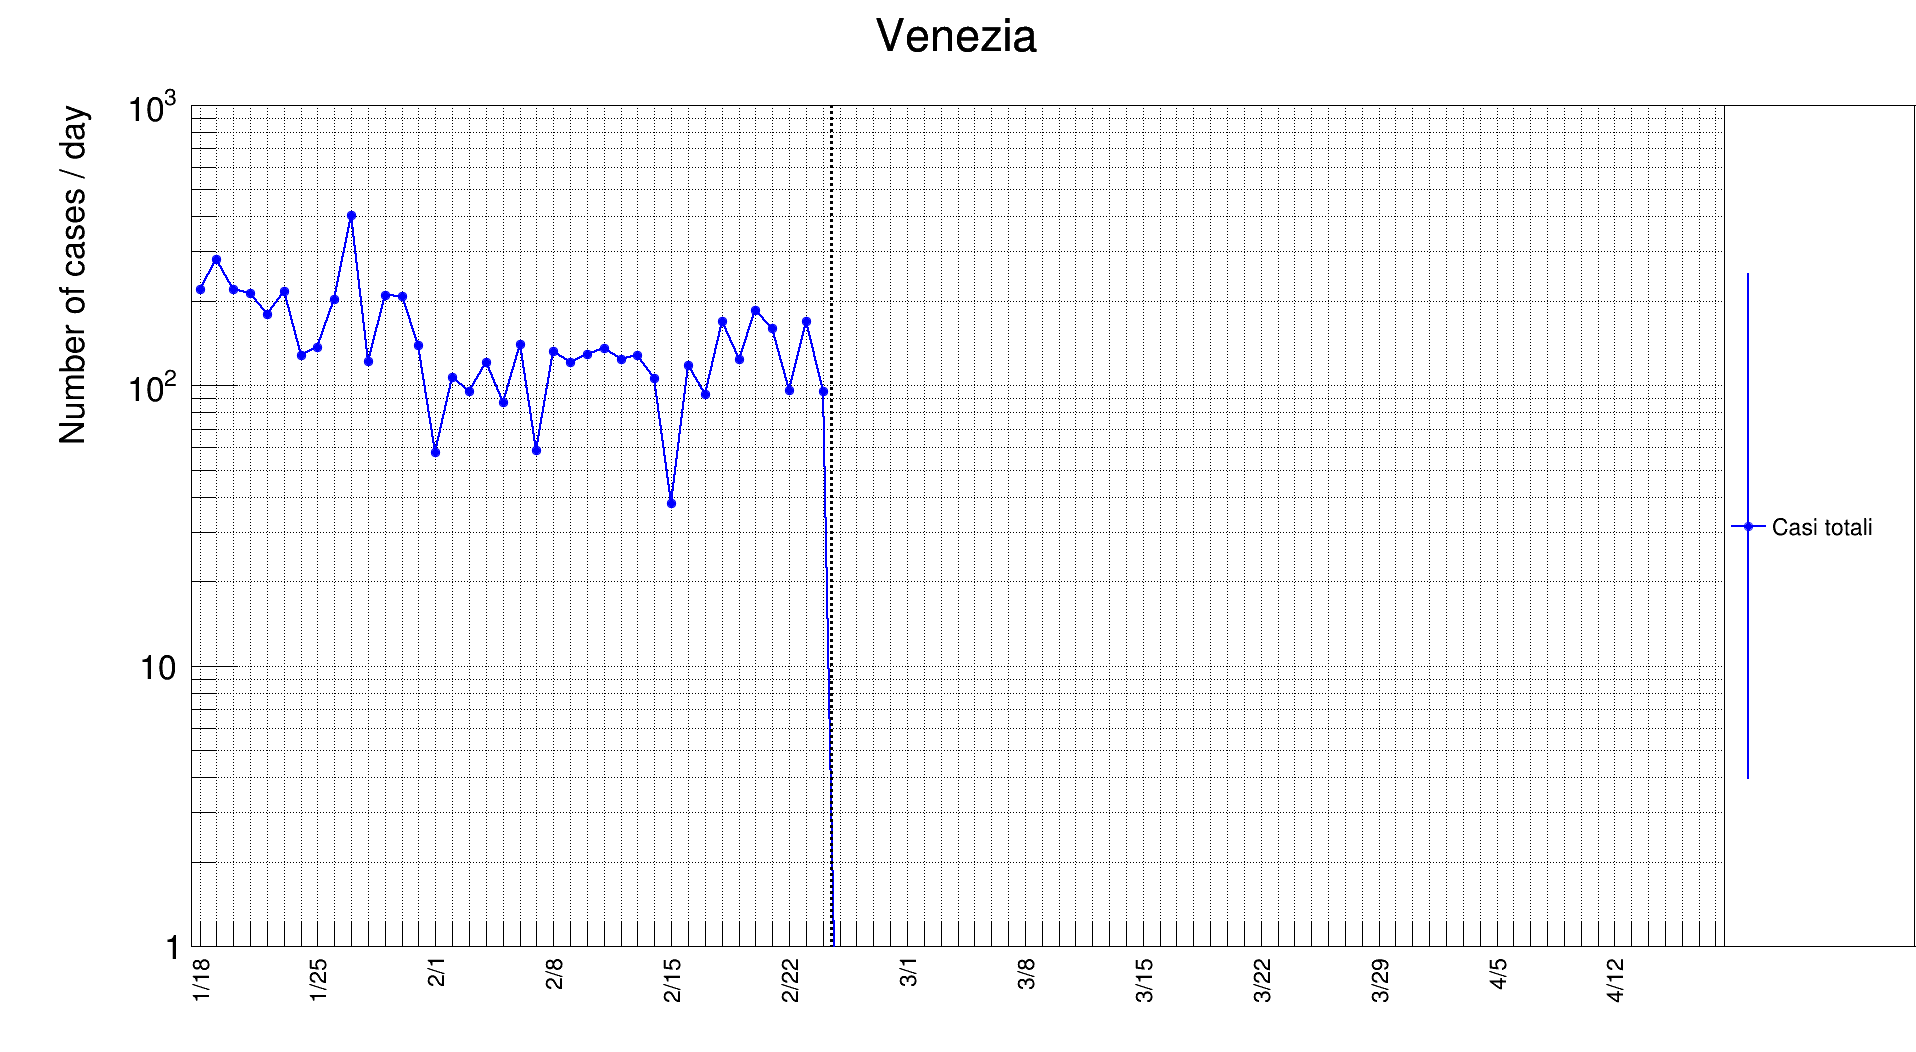 Venezia
Number of cases / day
10³
10²
10
1
1/18 1/25 2/1 2/8 2/15 2/22 3/1 3/8 3/15 3/22 3/29 4/5 4/12
Casi totali